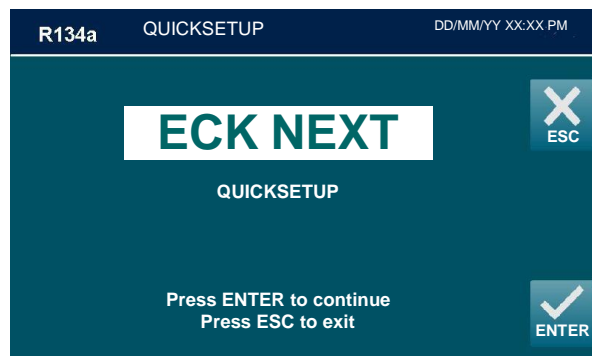 R134a QUICKSETUP DD/MM/YY XX:XX PM
ECK NEXT
ESC
QUICKSETUP
Press ENTER to continue
Press ESC to exit
ENTER